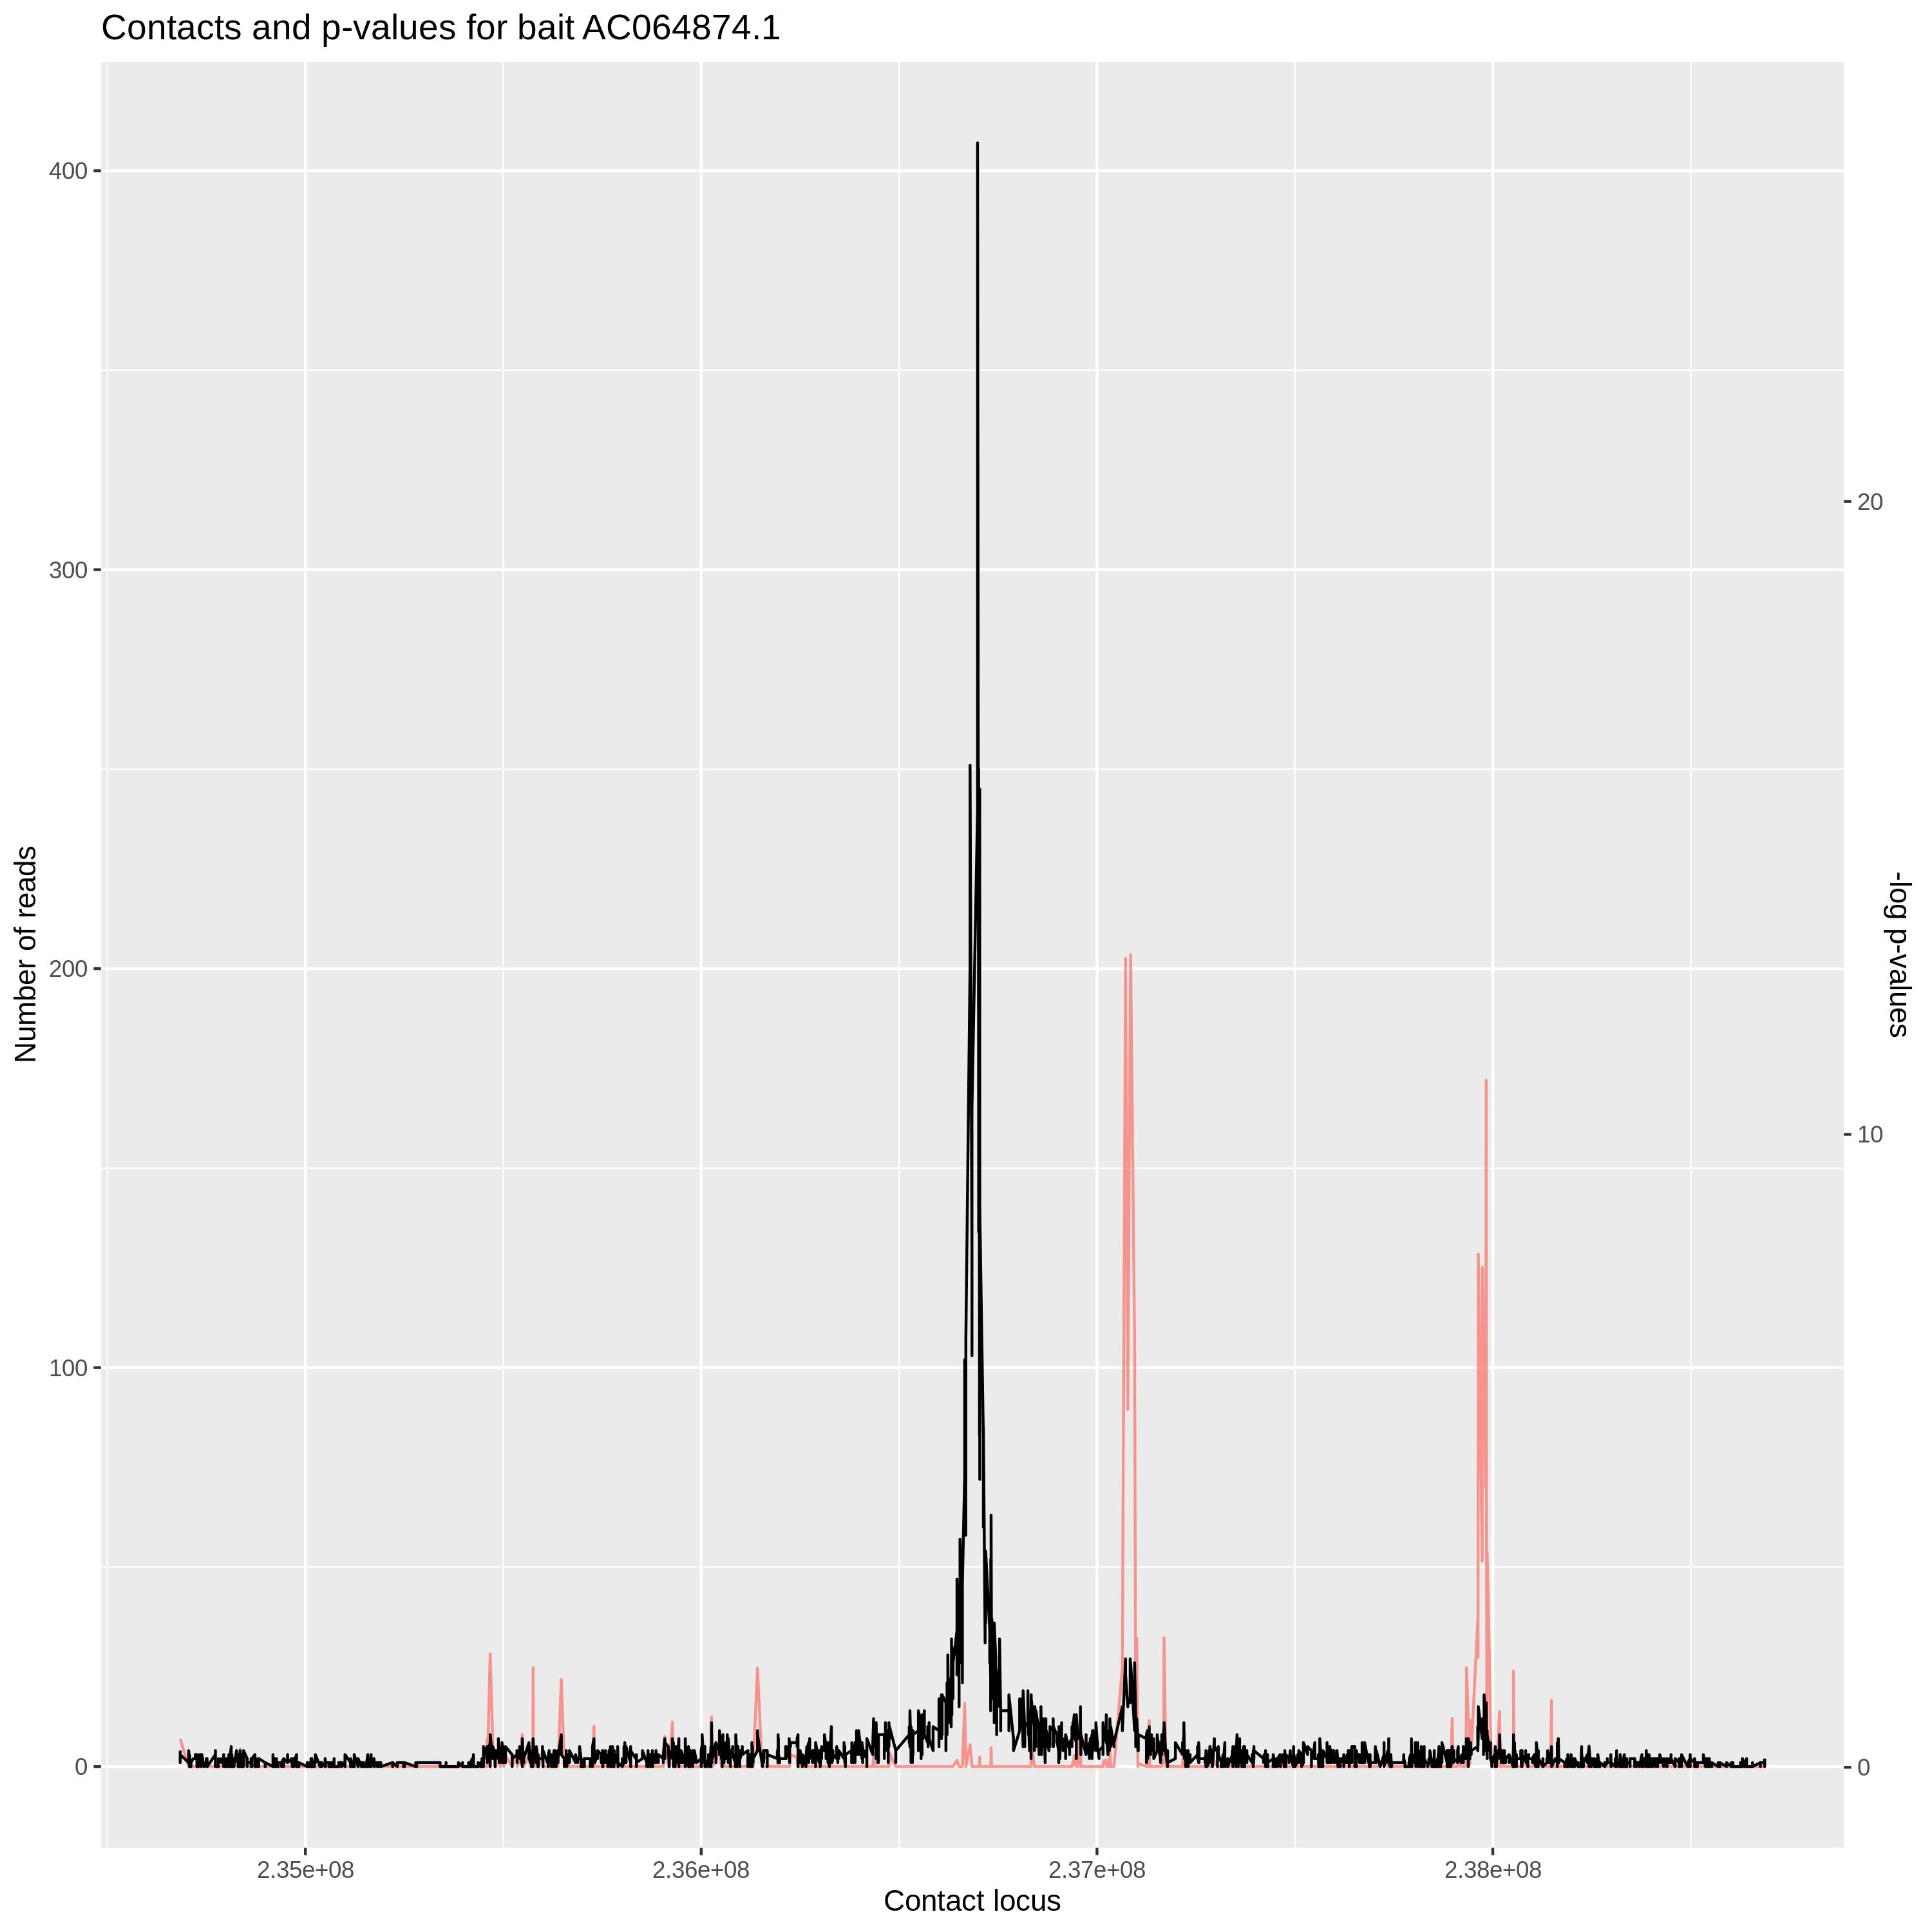 Contacts and p-values for bait AC064874.1
400
300
200
100
0
20
10
0
Number of reads
-log p-values
2.35e+08
2.36e+08
2.37e+08
2.38e+08
Contact locus